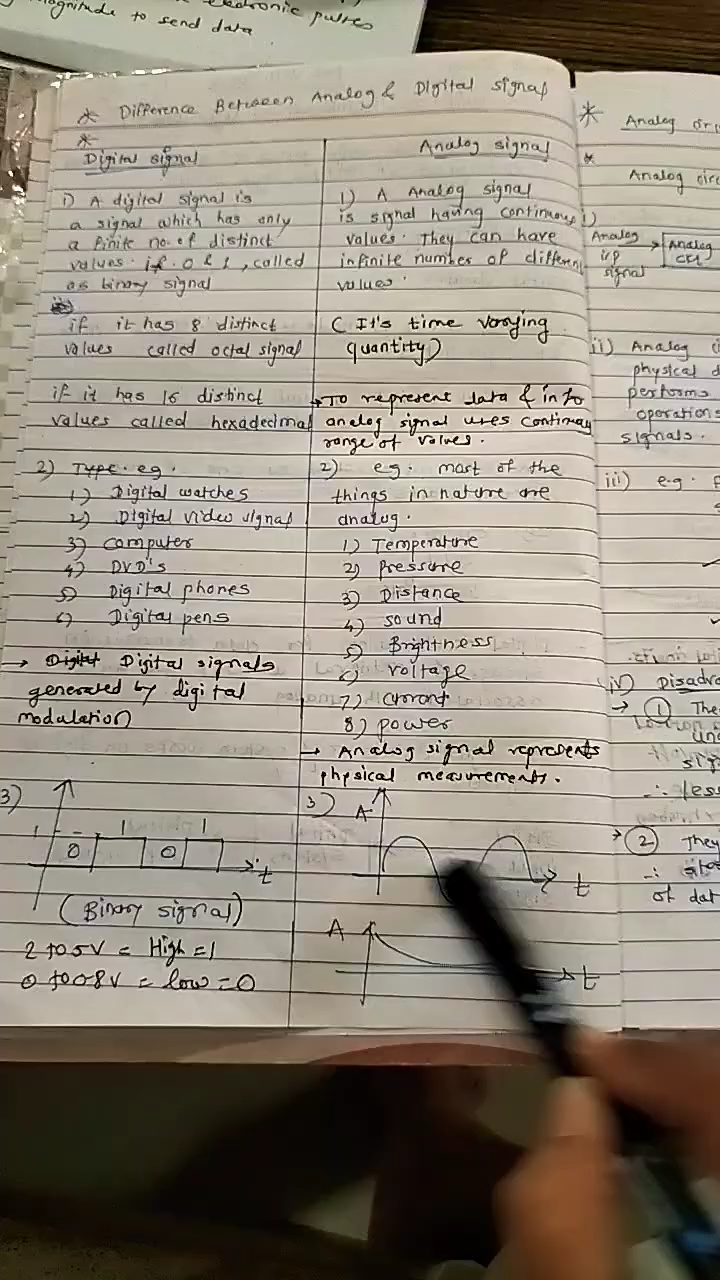 magnitude to send data
electronic pulses
* Difference Between Analog & Digital signal
*
Digital signal
1) A digital signal is
a signal which has only
a finite no. of distinct
values. i.e. 0 & 1, called
as binary signal
if it has 8 distinct
values called octal signal
if it has 16 distinct
values called hexadecimal
2) Type. eg.
1) Digital watches
2) Digital video signal
3) computer
4) DVD's
5) Digital phones
6) Digital pens
→ Digital signals
generated by digital
modulation
3)
1
0 1 0 1
t
(Binary signal)
2 to 5V = High = 1
0 to 0.8V = low = 0
Analog signal
1) A Analog signal
is signal having continuous
values. They can have
infinite number of different
values.
( It's time varying
quantity)
→ To represent data & info
analog signal uses continuous
range of values.
2) eg. most of the
things in nature are
analog.
1) Temperature
2) Pressure
3) Distance
4) sound
5) Brightness
6) voltage
7) current
8) power
→ Analog signal represents
physical measurements.
3) A
t
A
t
* Analog
*
Analog
i)
Analog
i/p
signal
Analog
ckt
ii) Analog
physical
performs
operation
signals.
iii) e.g.
iv) Disadva
→ 1 The
→ 2 They
of dat